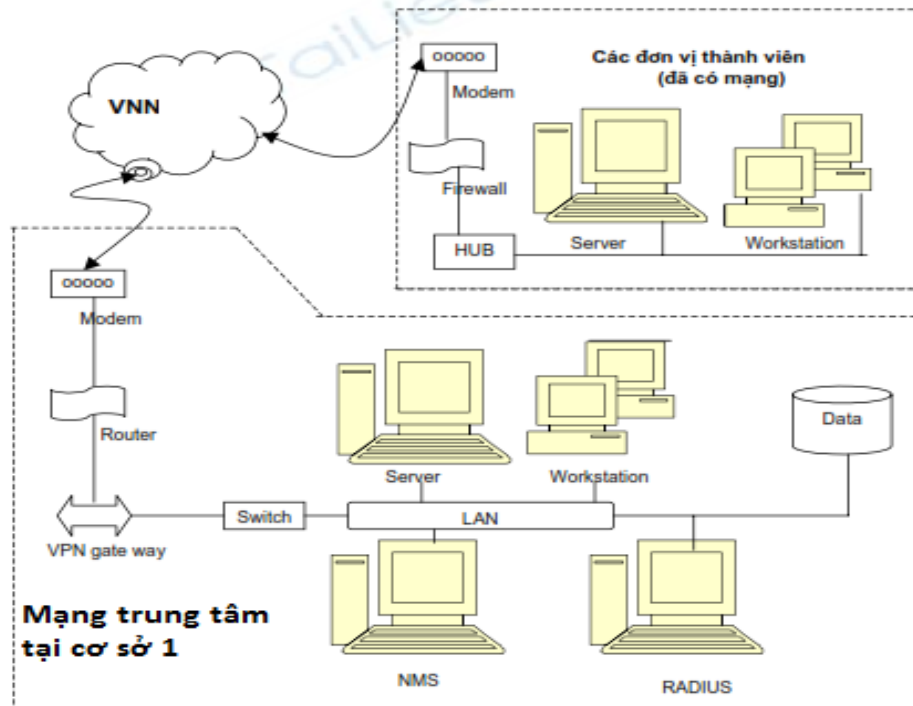 TaiLie
ooooo
Các đơn vị thành viên
(đã có mạng)
VNN
Modem
Firewall
HUB
Server
Workstation
ooooo
Modem
Router
Data
Server
Workstation
Switch
LAN
VPN gate way
Mạng trung tâm
tại cơ sở 1
NMS
RADIUS